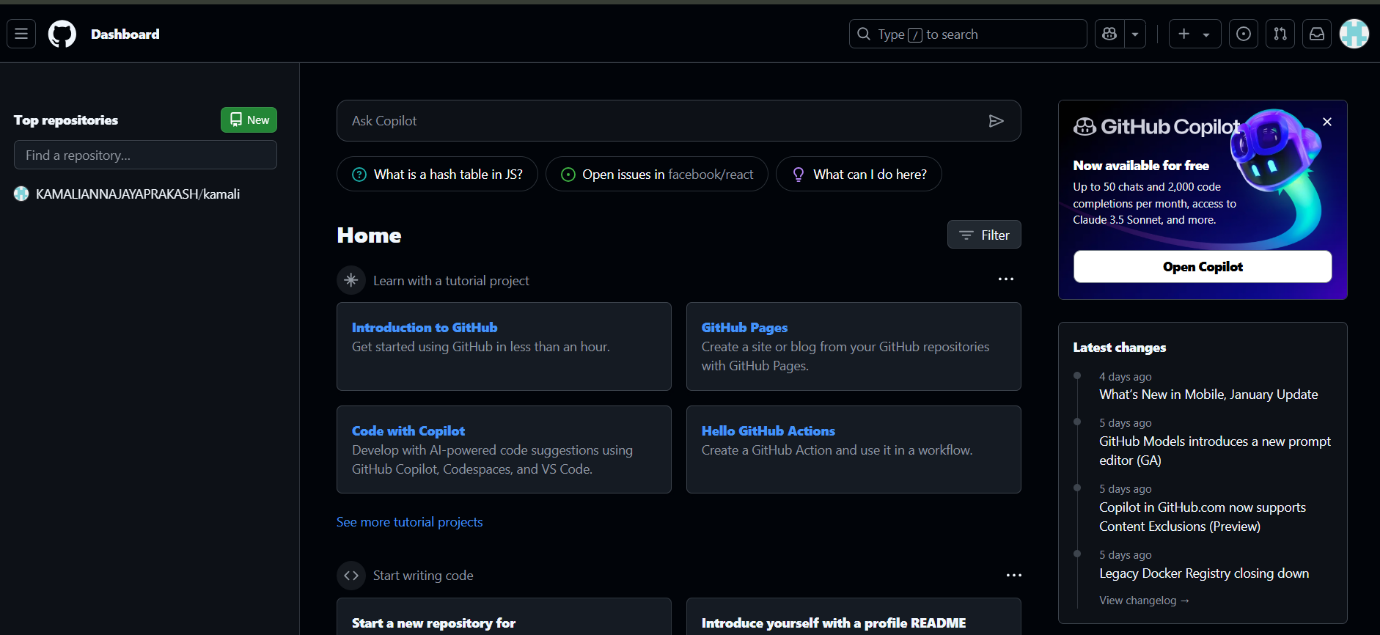 Dashboard
Type / to search
Top repositories
New
Find a repository...
KAMALIANNAJAYAPRAKASH/kamali
Ask Copilot
What is a hash table in JS?
Open issues in facebook/react
What can I do here?
Home
Filter
Learn with a tutorial project
Introduction to GitHub
Get started using GitHub in less than an hour.
GitHub Pages
Create a site or blog from your GitHub repositories
with GitHub Pages.
Code with Copilot
Develop with AI-powered code suggestions using
GitHub Copilot, Codespaces, and VS Code.
Hello GitHub Actions
Create a GitHub Action and use it in a workflow.
See more tutorial projects
Start writing code
Start a new repository for
Introduce yourself with a profile README
GitHub Copilot
Now available for free
Up to 50 chats and 2,000 code
completions per month, access to
Claude 3.5 Sonnet, and more.
Open Copilot
Latest changes
4 days ago
What's New in Mobile, January Update
5 days ago
GitHub Models introduces a new prompt
editor (GA)
5 days ago
Copilot in GitHub.com now supports
Content Exclusions (Preview)
5 days ago
Legacy Docker Registry closing down
View changelog →